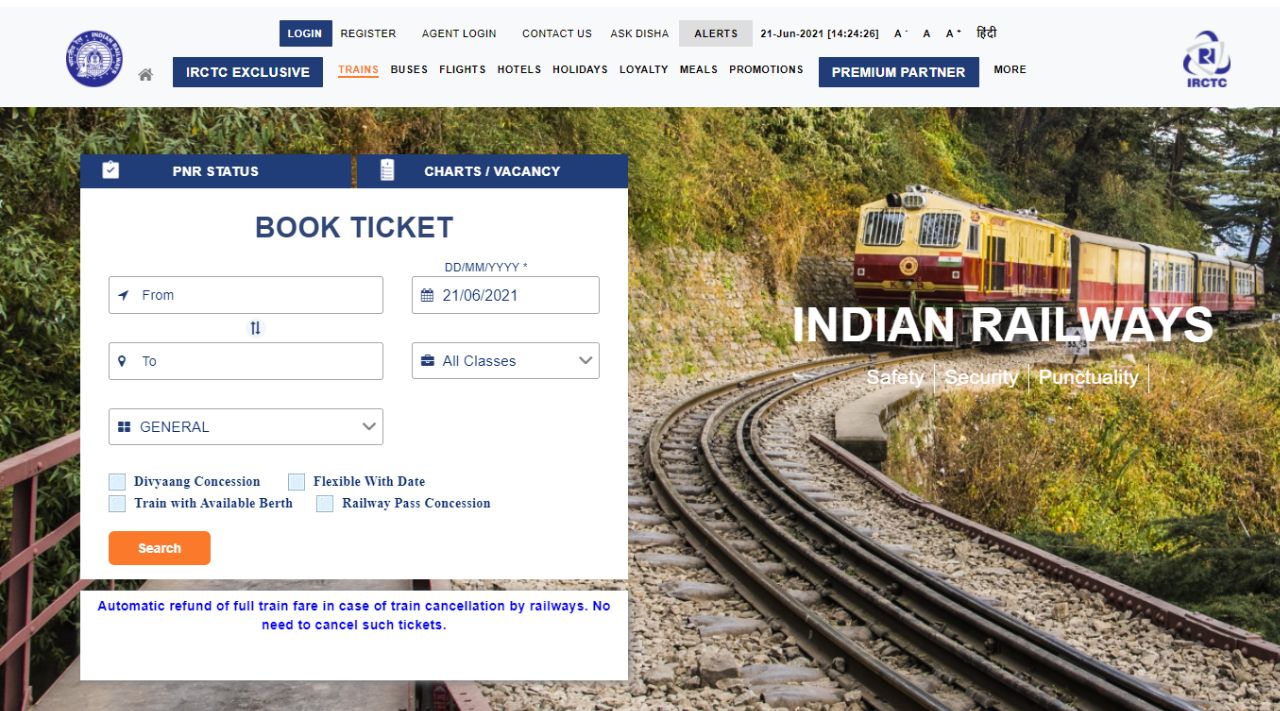 LOGIN REGISTER AGENT LOGIN CONTACT US ASK DISHA ALERTS 21-Jun-2021 [14:24:26] A - A A + हिंदी
IRCTC EXCLUSIVE TRAINS BUSES FLIGHTS HOTELS HOLIDAYS LOYALTY MEALS PROMOTIONS PREMIUM PARTNER MORE
IRCTC
PNR STATUS CHARTS / VACANCY
BOOK TICKET
DD/MM/YYYY *
From 21/06/2021
To All Classes
GENERAL
Divyaang Concession Flexible With Date
Train with Available Berth Railway Pass Concession
Search
Automatic refund of full train fare in case of train cancellation by railways. No
need to cancel such tickets.
INDIAN RAILWAYS
Safety | Security | Punctuality |